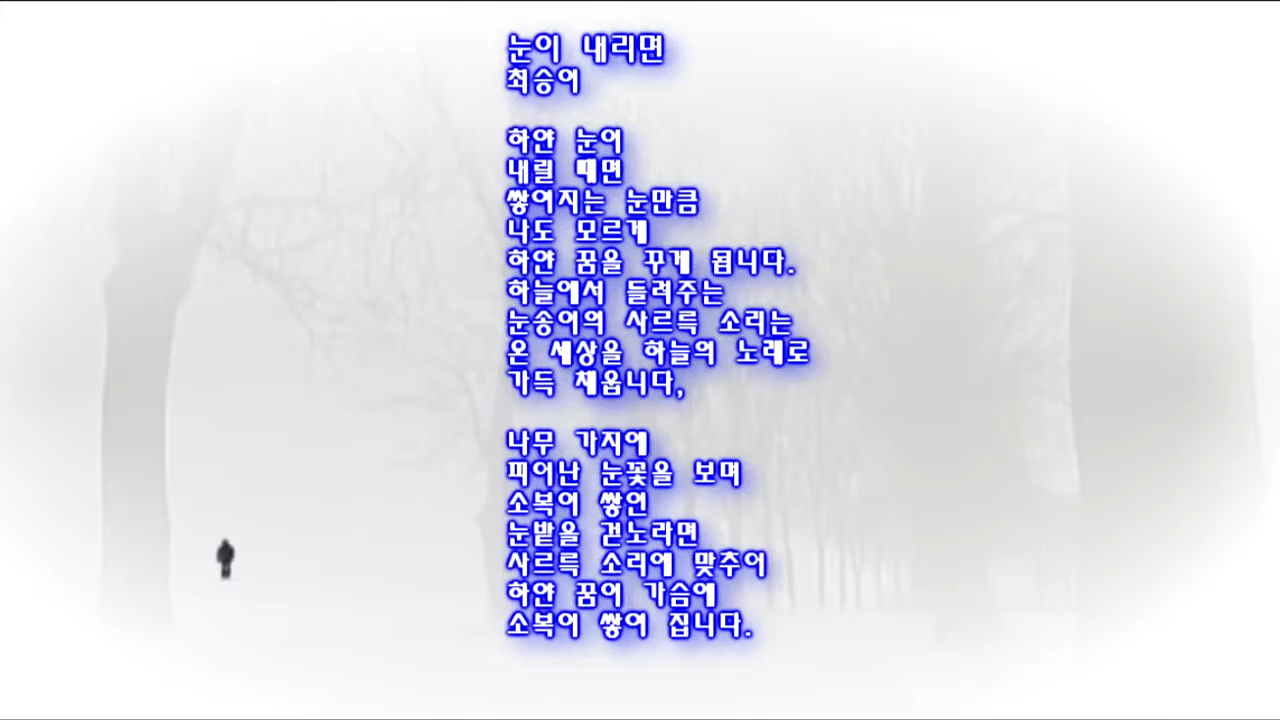 눈이 내리면
최승이
하얀 눈이
내릴 때면
쌓여지는 눈만큼
나도 모르게
하얀 꿈을 꾸게 됩니다.
하늘에서 들려주는
눈송이의 사르륵 소리는
온 세상을 하늘의 노래로
가득 채웁니다,
나무 가지에
피어난 눈꽃을 보며
소복이 쌓인
눈밭을 걷노라면
사르륵 소리에 맞추어
하얀 꿈이 가슴에
소복이 쌓여 집니다.